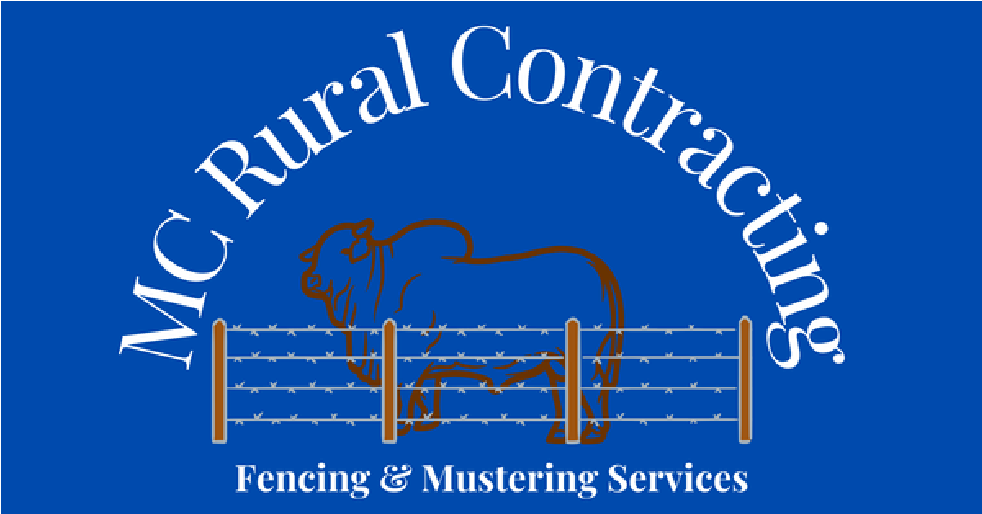 MC Rural Contracting
Fencing & Mustering Services